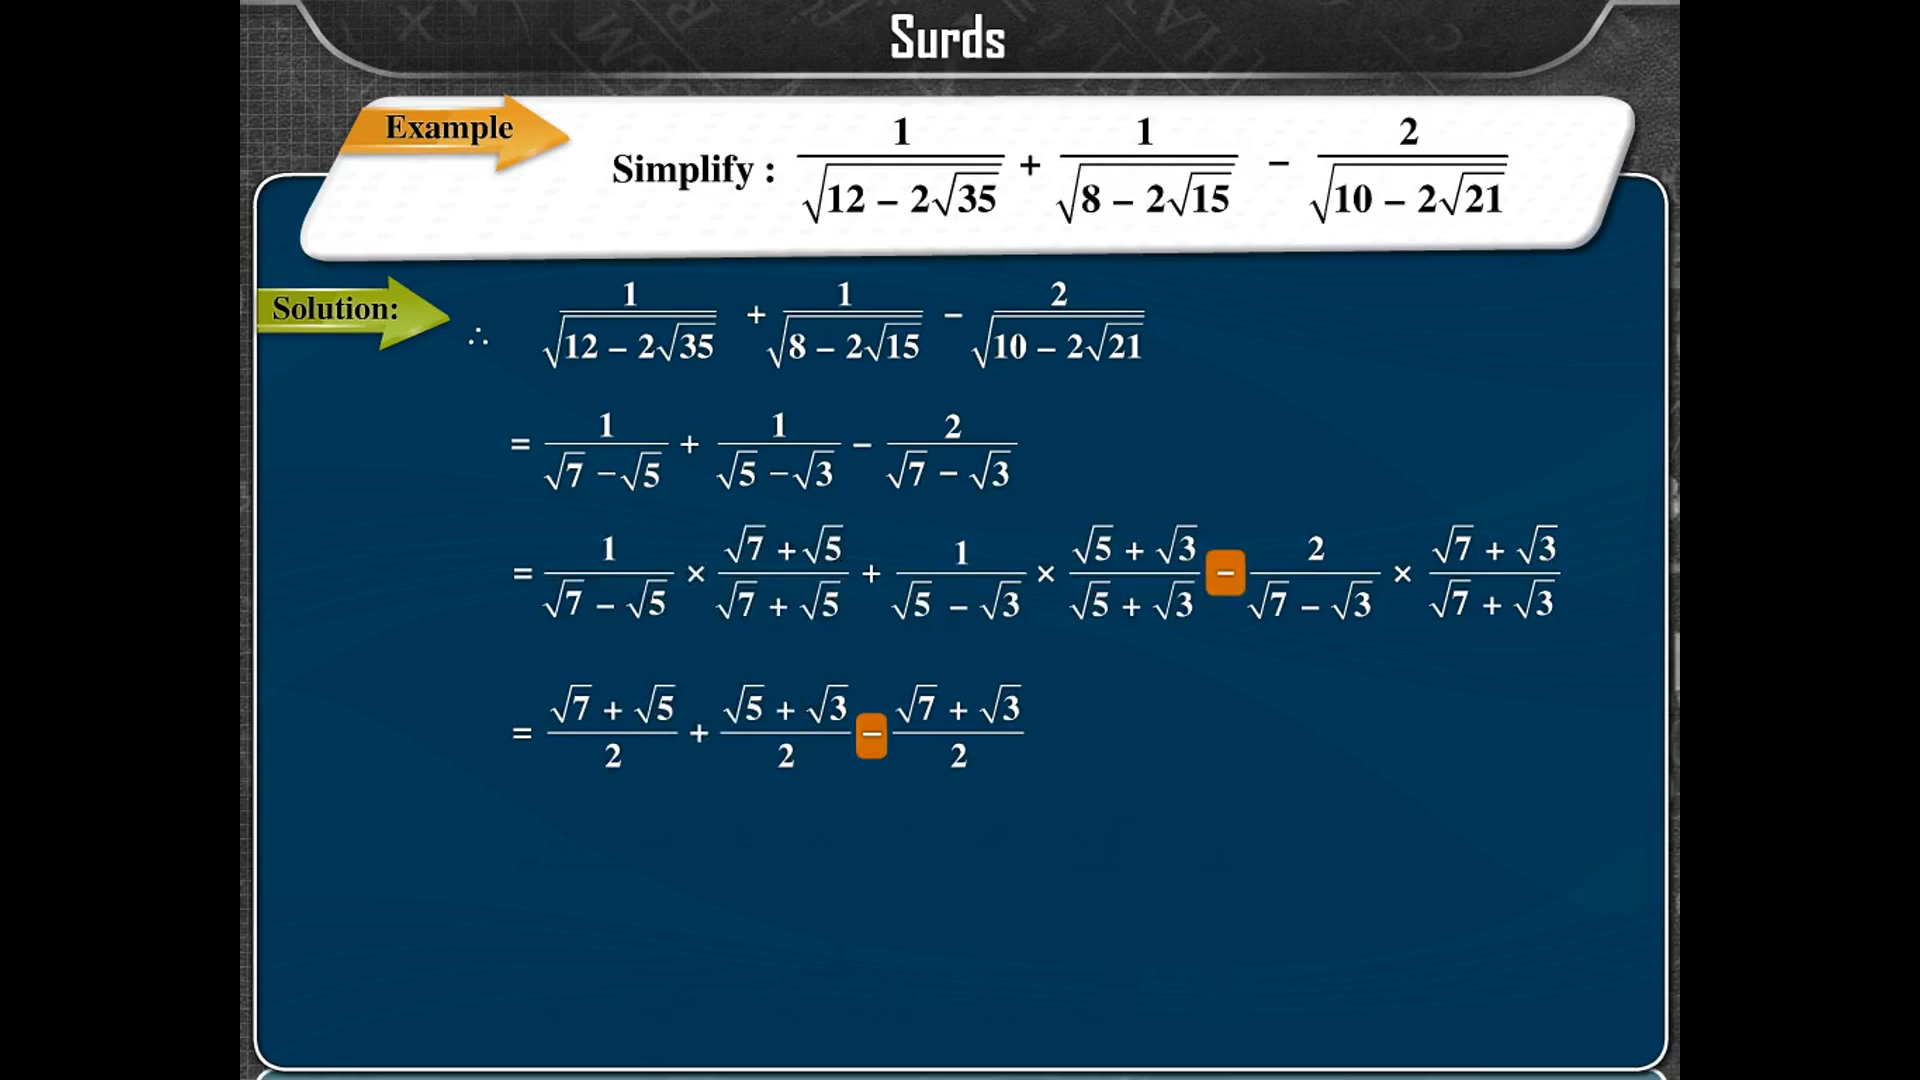 Surds
Example
Simplify : 1/√(12 – 2√35) + 1/√(8 – 2√15) – 2/√(10 – 2√21)
Solution:
∴ 1/√(12 – 2√35) + 1/√(8 – 2√15) – 2/√(10 – 2√21)
= 1/(√7 – √5) + 1/(√5 – √3) – 2/(√7 – √3)
= 1/(√7 – √5) × (√7 + √5)/(√7 + √5) + 1/(√5 – √3) × (√5 + √3)/(√5 + √3) – 2/(√7 – √3) × (√7 + √3)/(√7 + √3)
= (√7 + √5)/2 + (√5 + √3)/2 – (√7 + √3)/2